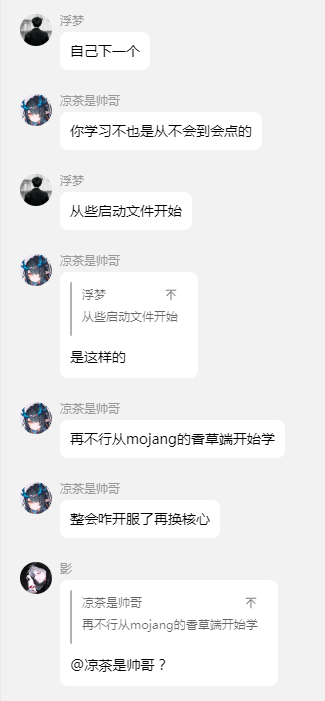 浮梦
自己下一个
凉茶是帅哥
你学习不也是从不会到会点的
浮梦
从些启动文件开始
凉茶是帅哥
浮梦
从些启动文件开始
是这样的
凉茶是帅哥
再不行从mojang的香草端开始学
凉茶是帅哥
整会咋开服了再换核心
影
凉茶是帅哥
再不行从mojang的香草端开始学
@凉茶是帅哥？